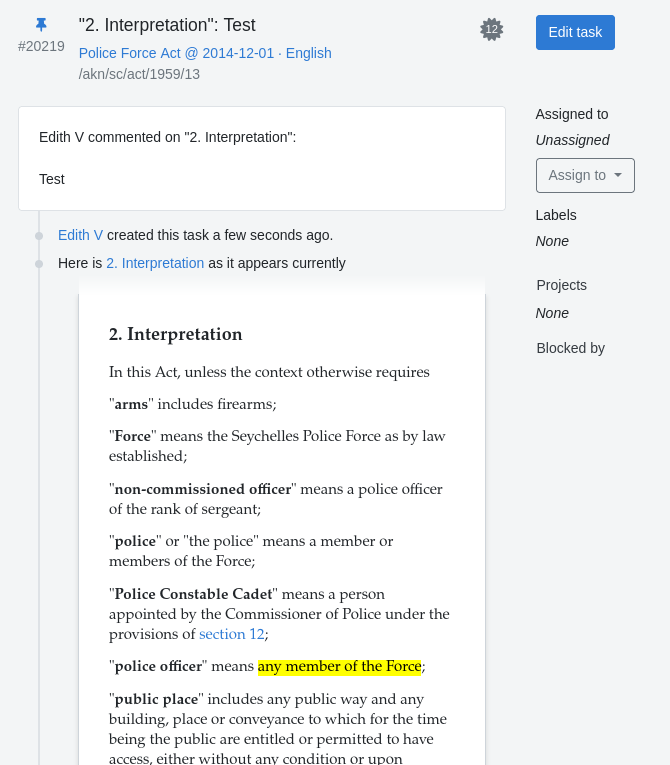 #20219
"2. Interpretation": Test
Police Force Act @ 2014-12-01 · English
/akn/sc/act/1959/13
12
Edit task
Edith V commented on "2. Interpretation":
Test
Edith V created this task a few seconds ago.
Here is 2. Interpretation as it appears currently
2. Interpretation
In this Act, unless the context otherwise requires
"arms" includes firearms;
"Force" means the Seychelles Police Force as by law
established;
"non-commissioned officer" means a police officer
of the rank of sergeant;
"police" or "the police" means a member or
members of the Force;
"Police Constable Cadet" means a person
appointed by the Commissioner of Police under the
provisions of section 12;
"police officer" means any member of the Force;
"public place" includes any public way and any
building, place or conveyance to which for the time
being the public are entitled or permitted to have
access, either without any condition or upon
Assigned to
Unassigned
Assign to
Labels
None
Projects
None
Blocked by